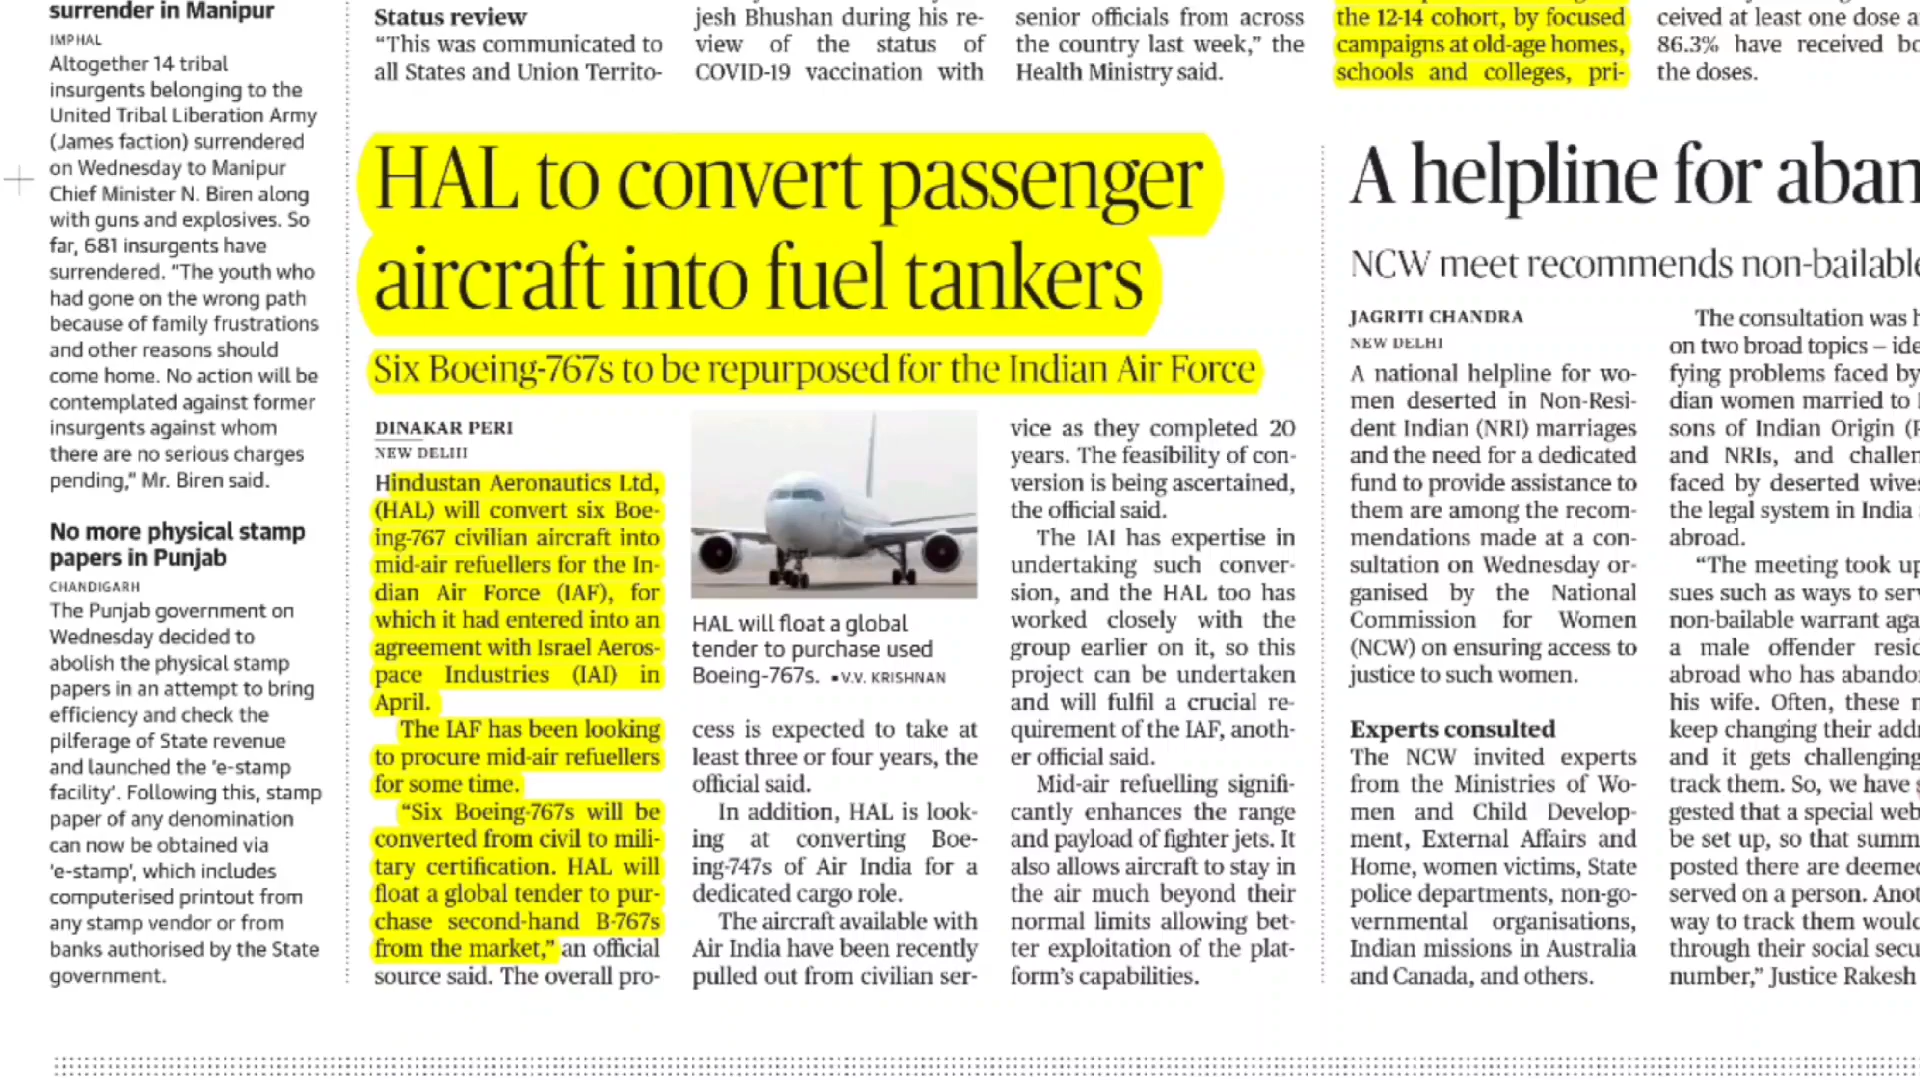 surrender in Manipur
IMPHAL
Altogether 14 tribal
insurgents belonging to the
United Tribal Liberation Army
(James faction) surrendered
on Wednesday to Manipur
Chief Minister N. Biren along
with guns and explosives. So
far, 681 insurgents have
surrendered. “The youth who
had gone on the wrong path
because of family frustrations
and other reasons should
come home. No action will be
contemplated against former
insurgents against whom
there are no serious charges
pending,” Mr. Biren said.
No more physical stamp
papers in Punjab
CHANDIGARH
The Punjab government on
Wednesday decided to
abolish the physical stamp
papers in an attempt to bring
efficiency and check the
pilferage of State revenue
and launched the ‘e-stamp
facility’. Following this, stamp
paper of any denomination
can now be obtained via
‘e-stamp’, which includes
computerised printout from
any stamp vendor or from
banks authorised by the State
government.
Status review
“This was communicated to
all States and Union Territo-
jesh Bhushan during his re-
view of the status of
COVID-19 vaccination with
senior officials from across
the country last week,” the
Health Ministry said.
the 12-14 cohort, by focused
campaigns at old-age homes,
schools and colleges, pri-
ceived at least one dose
86.3% have received
the doses.
HAL to convert passenger
aircraft into fuel tankers
Six Boeing-767s to be repurposed for the Indian Air Force
DINAKAR PERI
NEW DELHI
Hindustan Aeronautics Ltd,
(HAL) will convert six Boe-
ing-767 civilian aircraft into
mid-air refuellers for the In-
dian Air Force (IAF), for
which it had entered into an
agreement with Israel Aeros-
pace Industries (IAI) in
April.
The IAF has been looking
to procure mid-air refuellers
for some time.
“Six Boeing-767s will be
converted from civil to mili-
tary certification. HAL will
float a global tender to pur-
chase second-hand B-767s
from the market,” an official
source said. The overall pro-
HAL will float a global
tender to purchase used
Boeing-767s. •V.V. KRISHNAN
cess is expected to take at
least three or four years, the
official said.
In addition, HAL is look-
ing at converting Boe-
ing-747s of Air India for a
dedicated cargo role.
The aircraft available with
Air India have been recently
pulled out from civilian ser-
vice as they completed 20
years. The feasibility of con-
version is being ascertained,
the official said.
The IAI has expertise in
undertaking such conver-
sion, and the HAL too has
worked closely with the
group earlier on it, so this
project can be undertaken
and will fulfil a crucial re-
quirement of the IAF, anoth-
er official said.
Mid-air refuelling signifi-
cantly enhances the range
and payload of fighter jets. It
also allows aircraft to stay in
the air much beyond their
normal limits allowing bet-
ter exploitation of the plat-
form’s capabilities.
A helpline for aban
NCW meet recommends non-bailable
JAGRITI CHANDRA
NEW DELHI
A national helpline for wo-
men deserted in Non-Resi-
dent Indian (NRI) marriages
and the need for a dedicated
fund to provide assistance to
them are among the recom-
mendations made at a con-
sultation on Wednesday or-
ganised by the National
Commission for Women
(NCW) on ensuring access to
justice to such women.
Experts consulted
The NCW invited experts
from the Ministries of Wo-
men and Child Develop-
ment, External Affairs and
Home, women victims, State
police departments, non-go-
vernmental organisations,
Indian missions in Australia
and Canada, and others.
The consultation was
on two broad topics – ide
fying problems faced by
dian women married to
sons of Indian Origin
and NRIs, and challen
faced by deserted wives
the legal system in India
abroad.
“The meeting took up
sues such as ways to ser
non-bailable warrant aga
a male offender resid
abroad who has abando
his wife. Often, these
keep changing their addr
and it gets challenging
track them. So, we have
gested that a special web
be set up, so that summ
posted there are deemed
served on a person. Anot
way to track them would
through their social secu
number,” Justice Rakesh